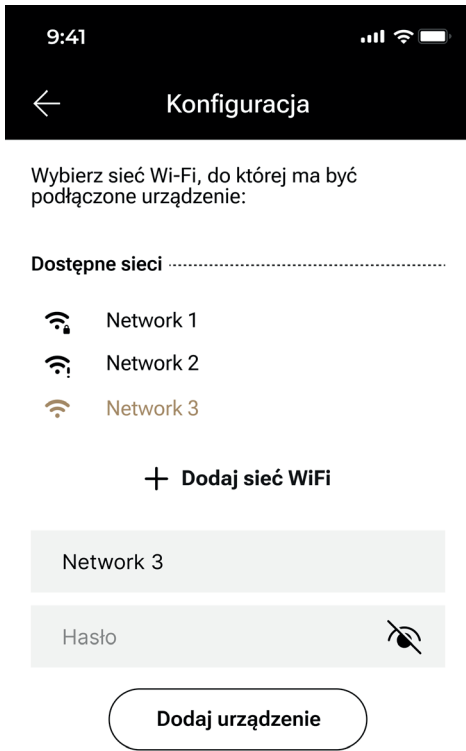 9:41
Konfiguracja
Wybierz sieć Wi-Fi, do której ma być
podłączone urządzenie:
Dostępne sieci
Network 1
Network 2
Network 3
Dodaj sieć WiFi
Network 3
Hasło
Dodaj urządzenie